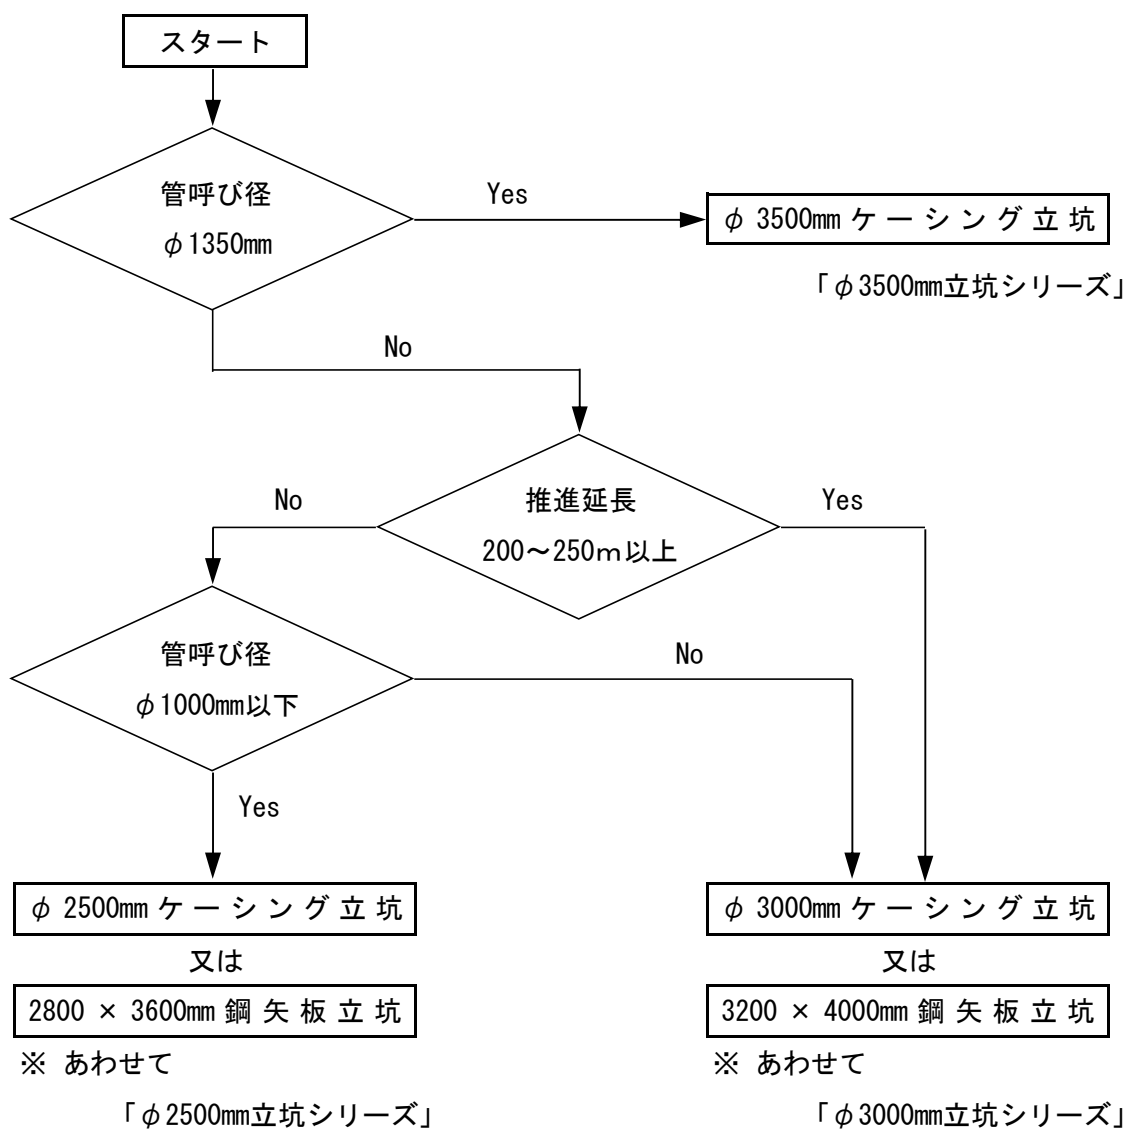 スタート
管呼び径
φ1350mm
Yes
φ 3500mm ケーシング立坑
「φ3500mm立坑シリーズ」
No
推進延長
200～250ｍ以上
No
Yes
管呼び径
φ1000mm以下
No
Yes
φ 2500mm ケーシング立坑
又は
2800 × 3600mm 鋼矢板立坑
※ あわせて
「φ2500mm立坑シリーズ」
φ 3000mm ケーシング立坑
又は
3200 × 4000mm 鋼矢板立坑
※ あわせて
「φ3000mm立坑シリーズ」